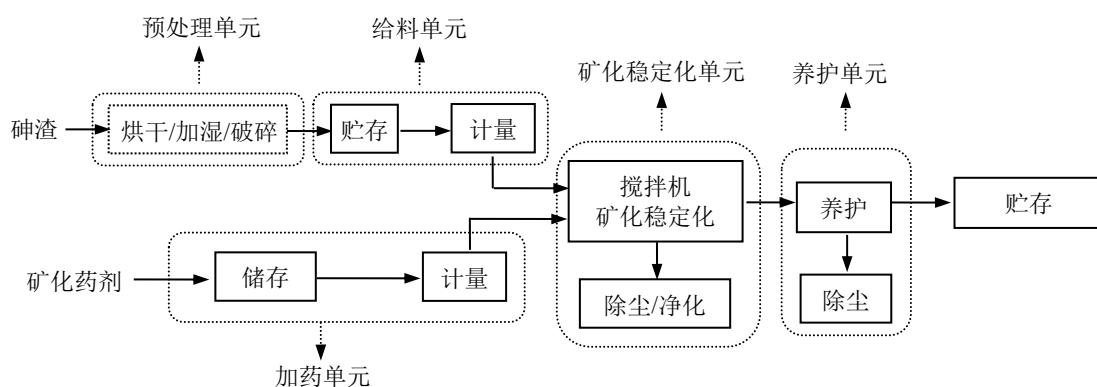 预处理单元
给料单元
矿化稳定化单元
养护单元
砷渣
烘干/加湿/破碎
贮存
计量
搅拌机
矿化稳定化
养护
贮存
矿化药剂
储存
计量
除尘/净化
除尘
加药单元